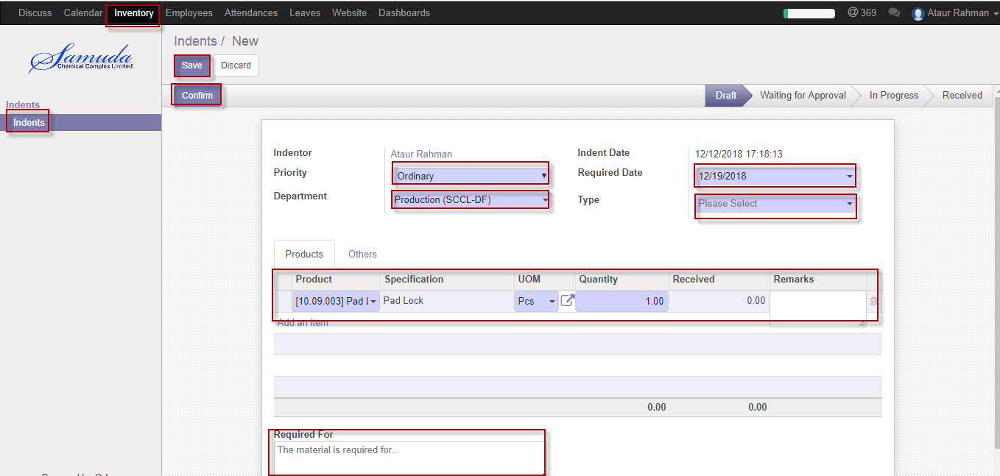 Discuss Calendar Inventory Employees Attendances Leaves Website Dashboards @ 369 Ataur Rahman
Samuda
Chemical Complex Limited
Indents / New
Save Discard
Indents
Confirm Draft Waiting for Approval In Progress Received
Indents
Indentor Ataur Rahman Indent Date 12/12/2018 17:18:13
Priority Ordinary Required Date 12/19/2018
Department Production (SCCL-DF) Type Please Select
Products Others
Product Specification UOM Quantity Received Remarks
[10.09.003] Pad L Pad Lock Pcs 1.00 0.00
Add an item
0.00 0.00
Required For
The material is required for...